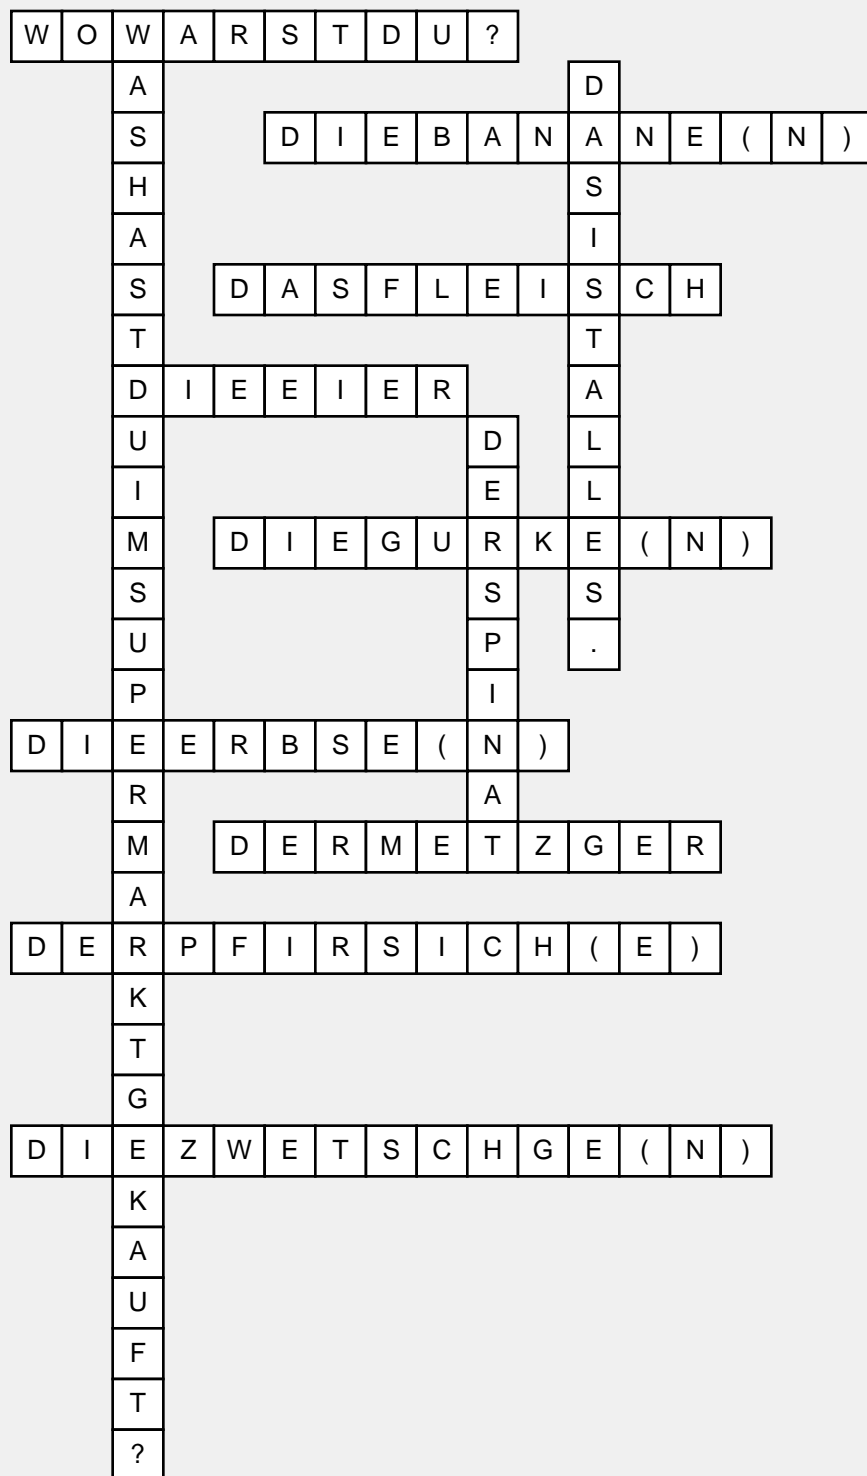 WOWARSTDU?
WASHASTDUIMSUPERMARKTGEKAUFT?
DASISTALLES.
DIEBANANE(N)
DASFLEISCH
DIEEIER
DERSPINAT
DIEGURKE(N)
DIEERBSE(N)
DERMETZGER
DERPFIRSICH(E)
DIEZWETSCHGE(N)